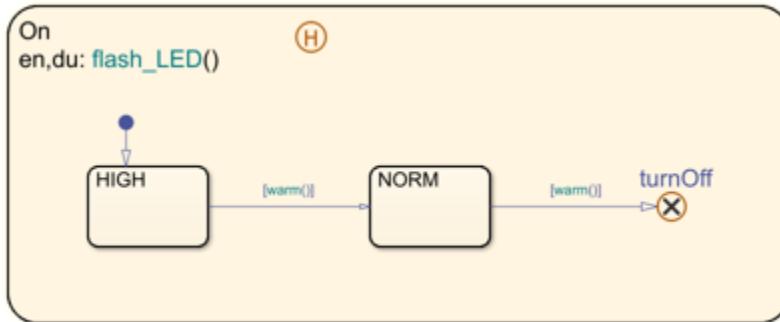 On
H
en,du: flash_LED()
HIGH
[warm()]
NORM
[warm()]
turnOff